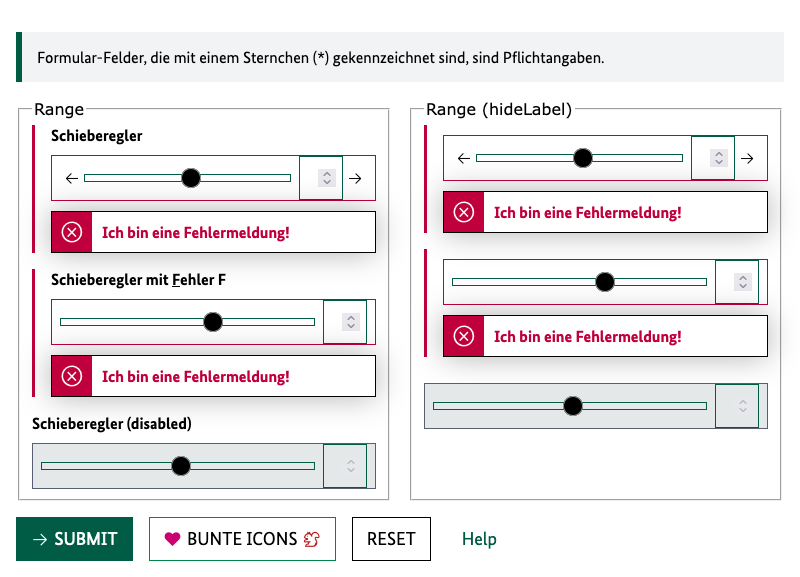 Formular-Felder, die mit einem Sternchen (*) gekennzeichnet sind, sind Pflichtangaben.
Range
Schieberegler
Ich bin eine Fehlermeldung!
Schieberegler mit Fehler F
Ich bin eine Fehlermeldung!
Schieberegler (disabled)
Range (hideLabel)
Ich bin eine Fehlermeldung!
Ich bin eine Fehlermeldung!
SUBMIT
BUNTE ICONS
RESET
Help